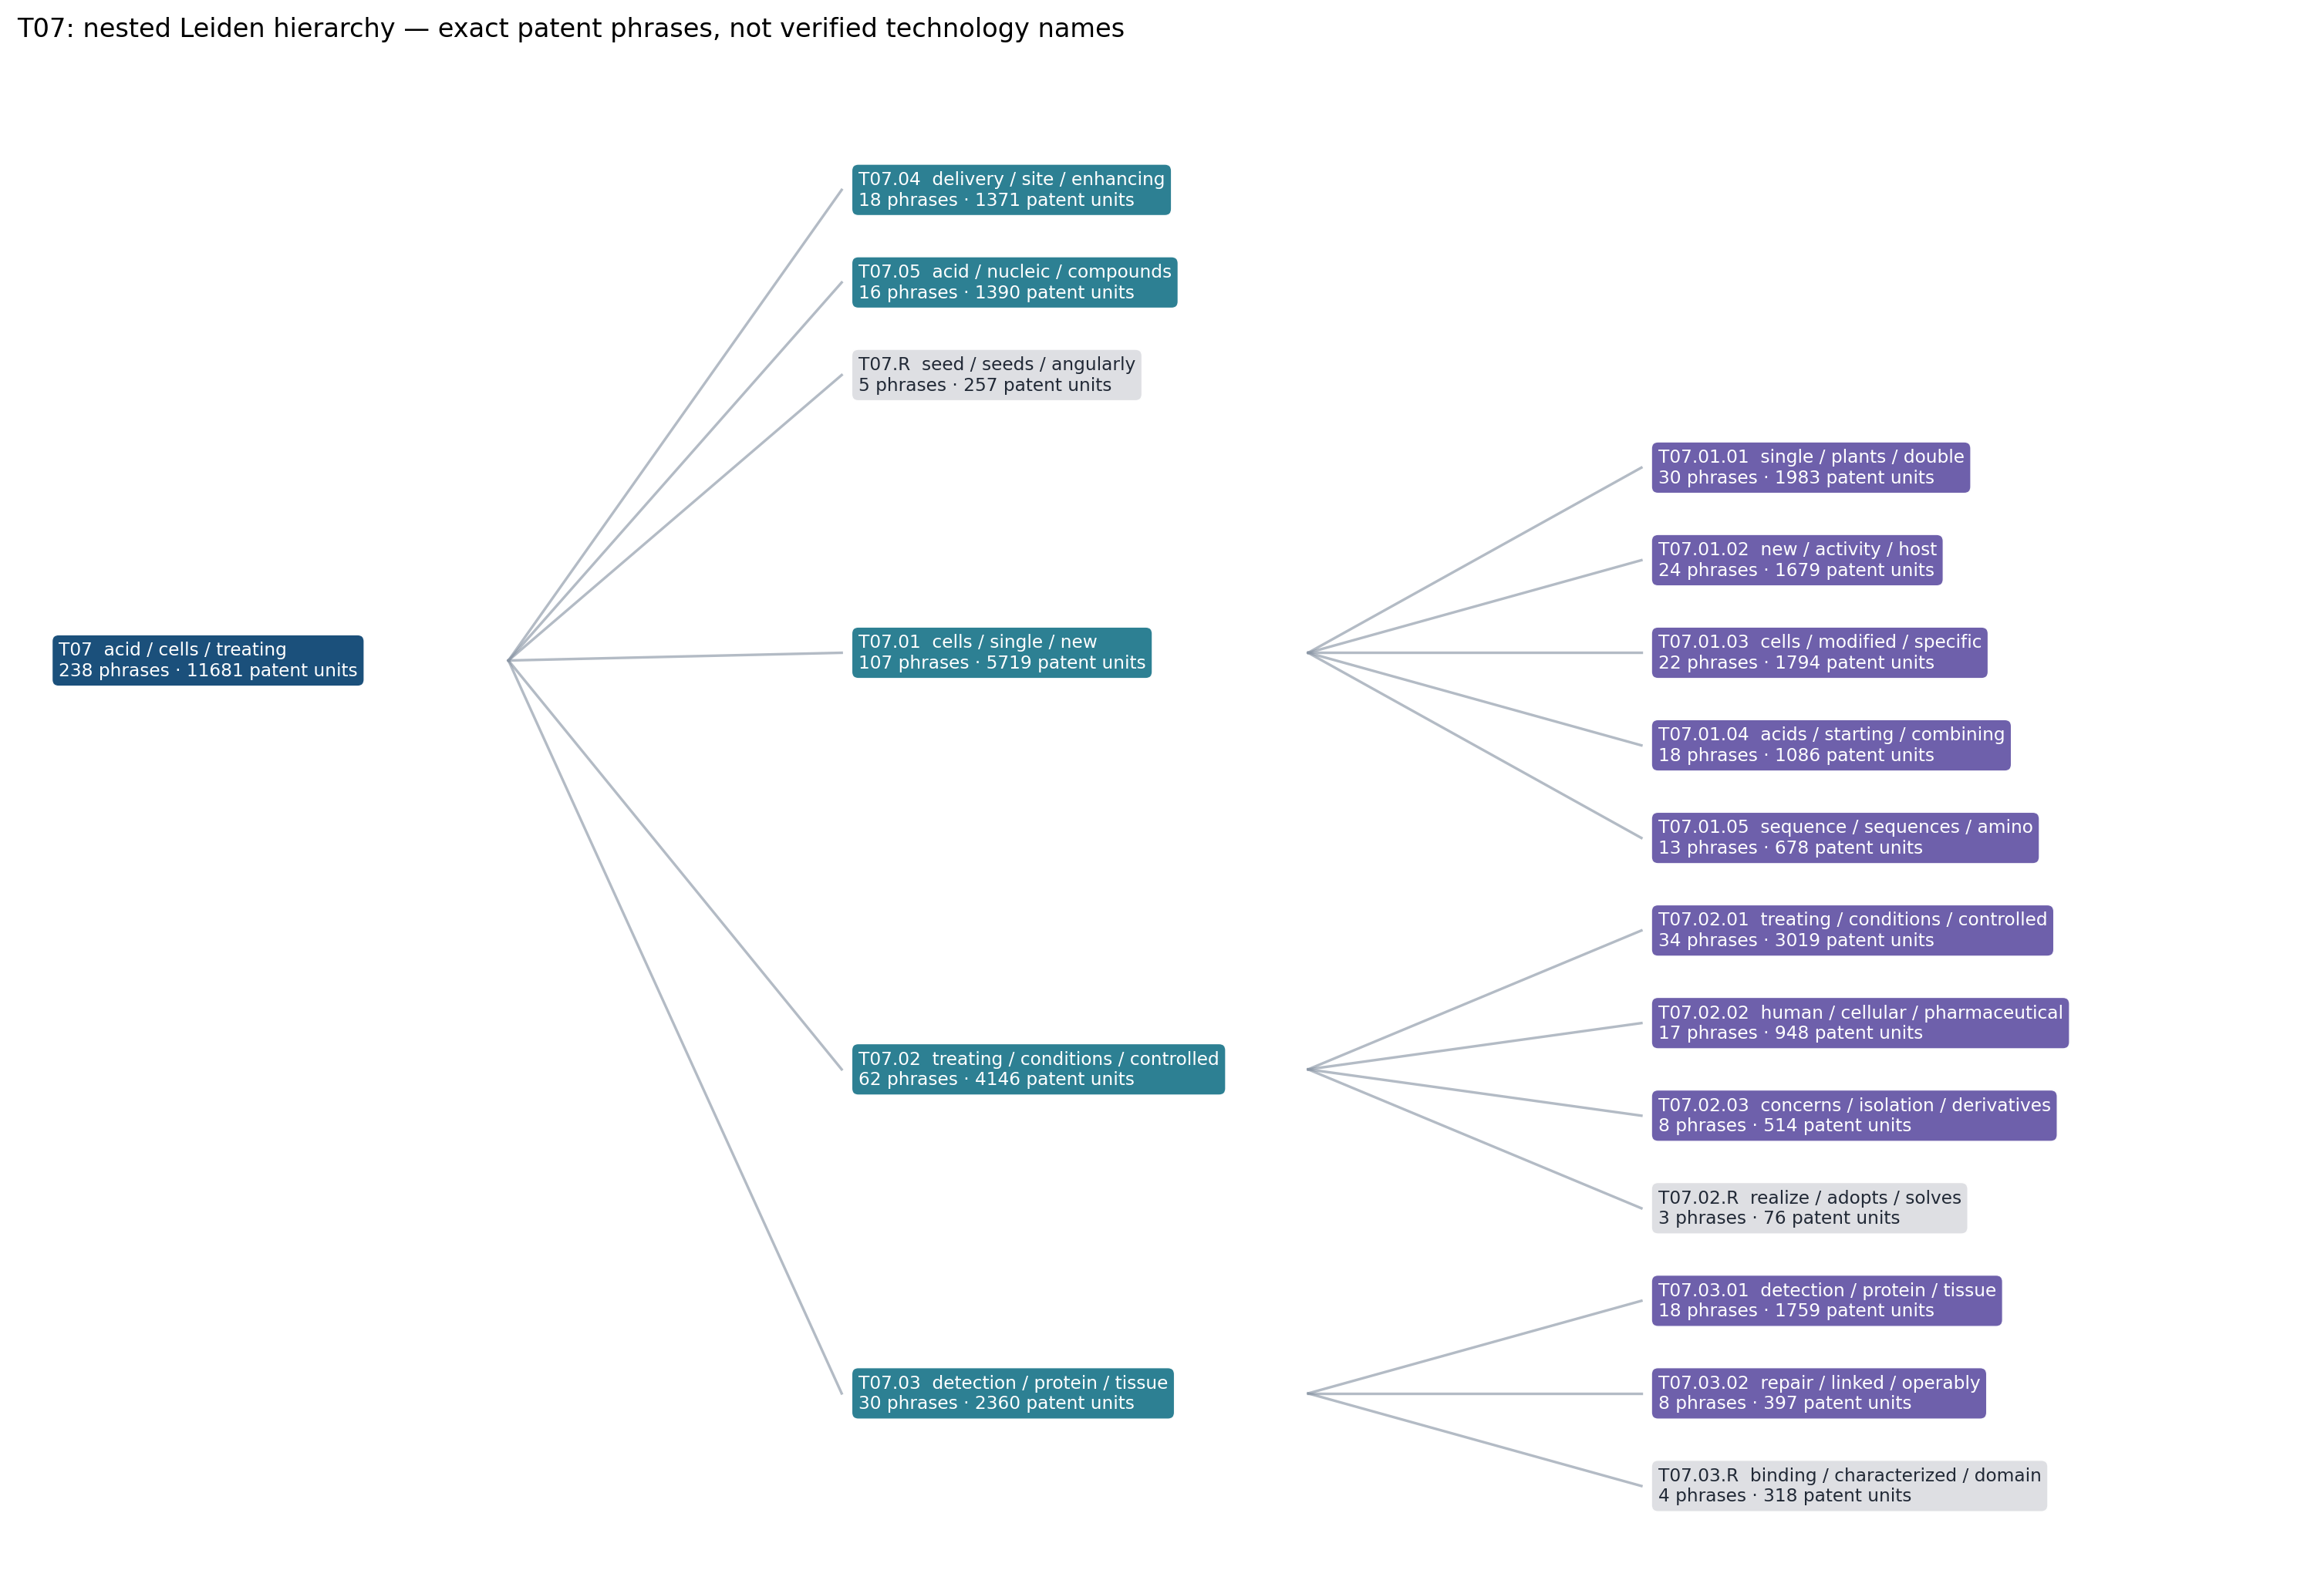 T07: nested Leiden hierarchy — exact patent phrases, not verified technology names
T07.04  delivery / site / enhancing
18 phrases · 1371 patent units
T07.05  acid / nucleic / compounds
16 phrases · 1390 patent units
T07.R  seed / seeds / angularly
5 phrases · 257 patent units
T07.01.01  single / plants / double
30 phrases · 1983 patent units
T07.01.02  new / activity / host
24 phrases · 1679 patent units
T07  acid / cells / treating
238 phrases · 11681 patent units
T07.01  cells / single / new
107 phrases · 5719 patent units
T07.01.03  cells / modified / specific
22 phrases · 1794 patent units
T07.01.04  acids / starting / combining
18 phrases · 1086 patent units
T07.01.05  sequence / sequences / amino
13 phrases · 678 patent units
T07.02.01  treating / conditions / controlled
34 phrases · 3019 patent units
T07.02.02  human / cellular / pharmaceutical
17 phrases · 948 patent units
T07.02  treating / conditions / controlled
62 phrases · 4146 patent units
T07.02.03  concerns / isolation / derivatives
8 phrases · 514 patent units
T07.02.R  realize / adopts / solves
3 phrases · 76 patent units
T07.03.01  detection / protein / tissue
18 phrases · 1759 patent units
T07.03  detection / protein / tissue
30 phrases · 2360 patent units
T07.03.02  repair / linked / operably
8 phrases · 397 patent units
T07.03.R  binding / characterized / domain
4 phrases · 318 patent units